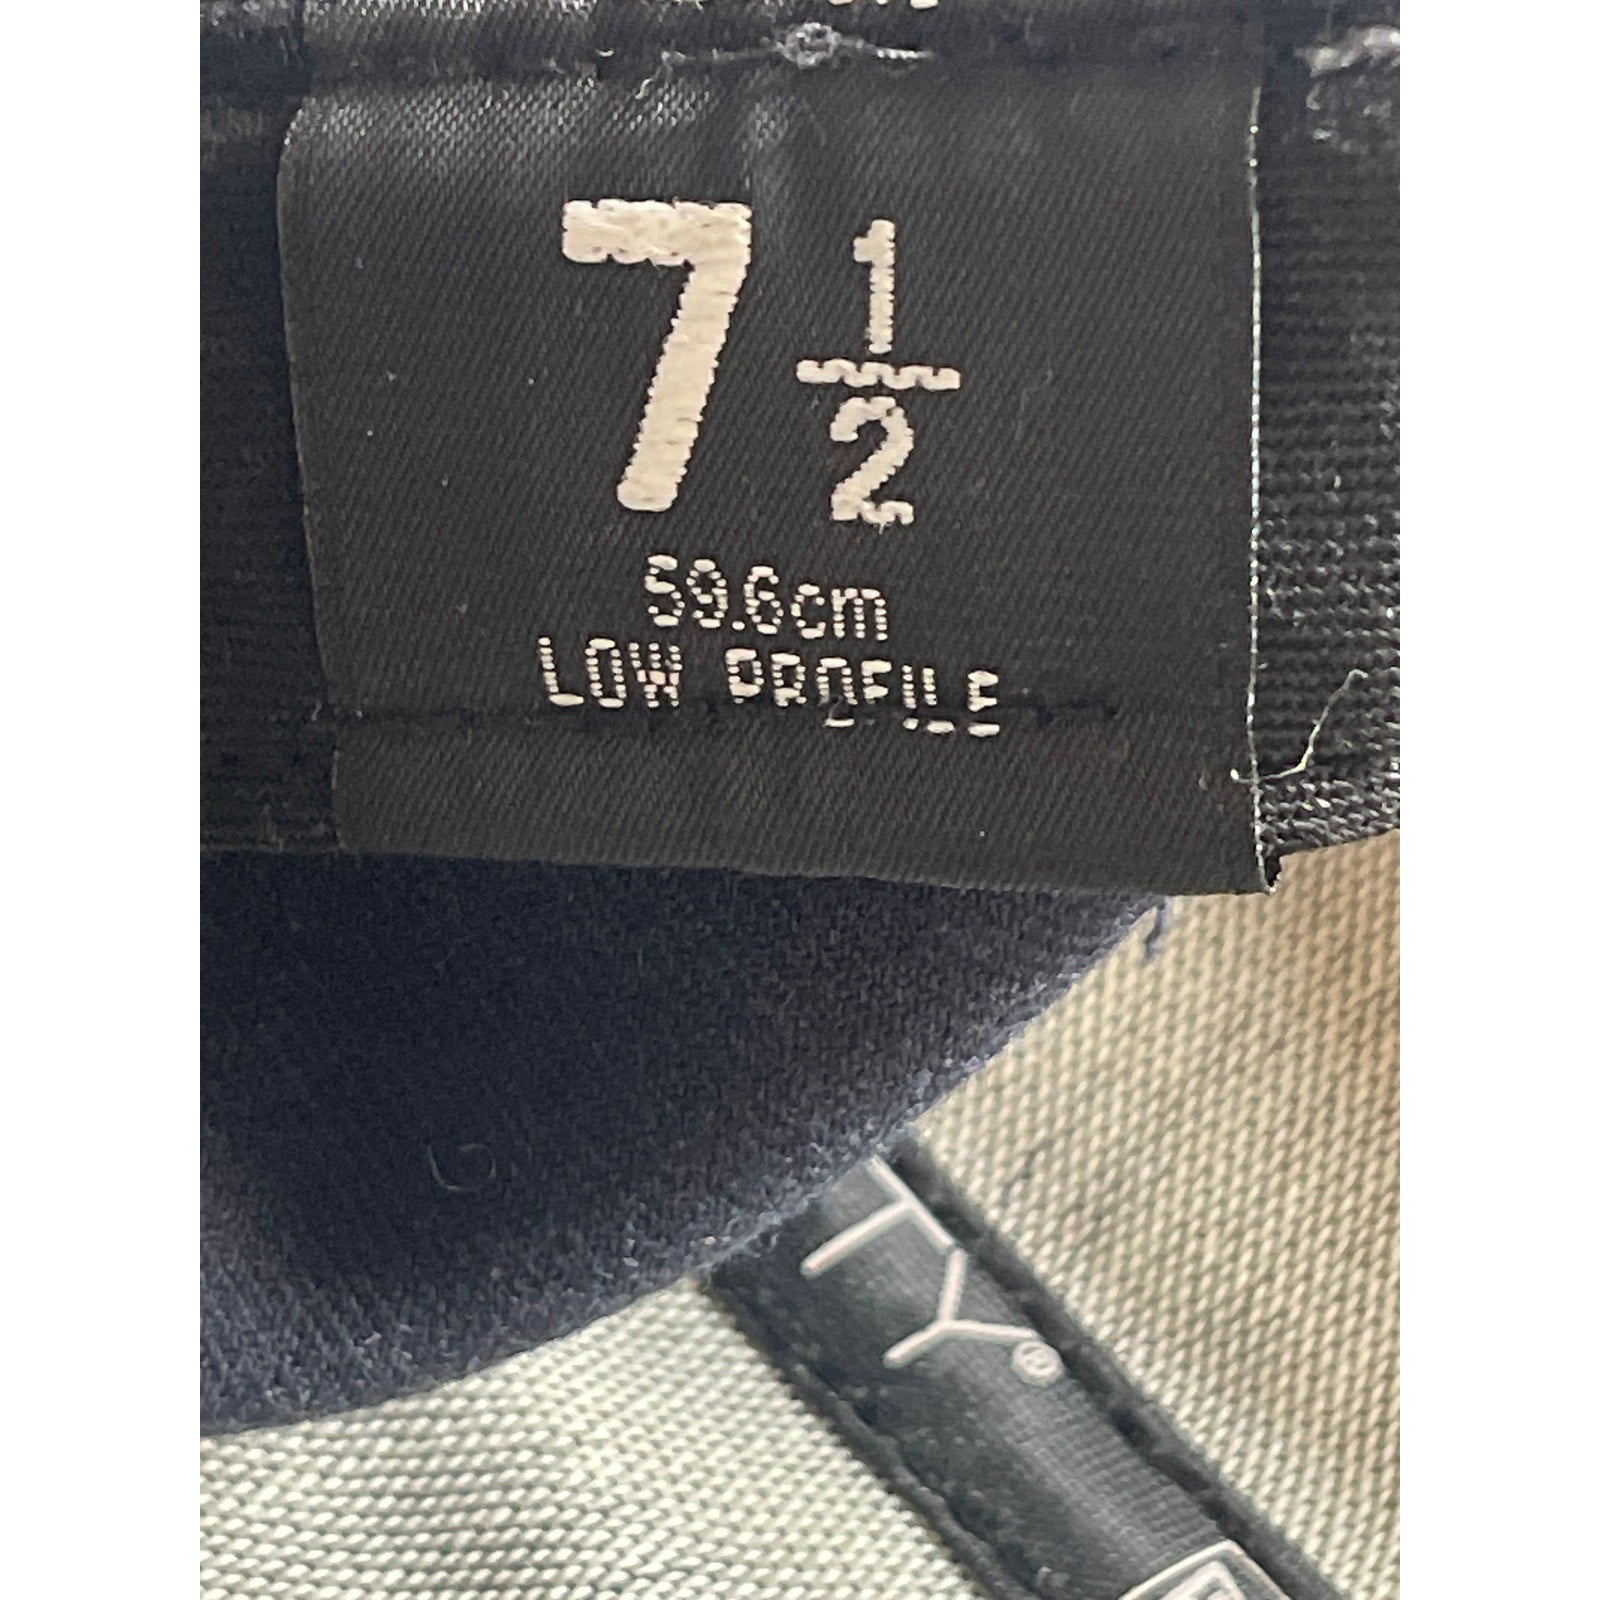 7 1/2
59.6cm
LOW PROFILE
TY®